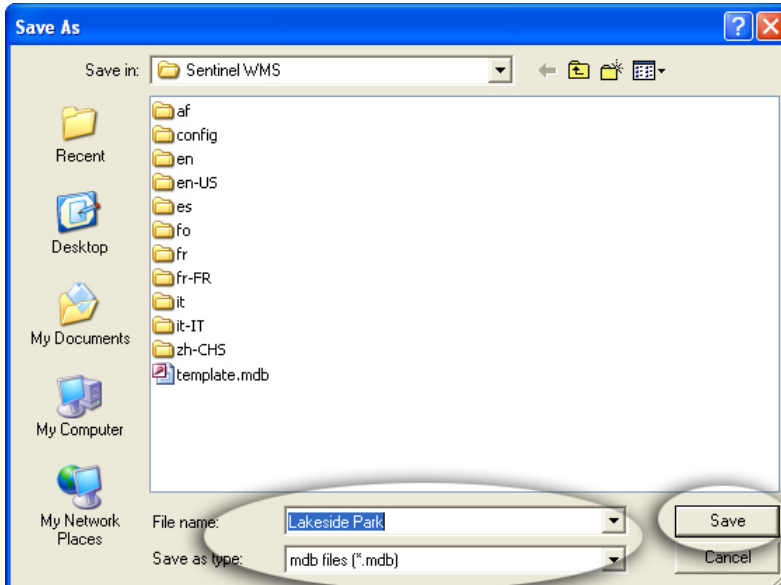 Save As
Save in: Sentinel WMS
af
config
en
en-US
es
fo
fr
fr-FR
it
it-IT
zh-CHS
template.mdb
Recent
Desktop
My Documents
My Computer
My Network
Places
File name: Lakeside Park Save
Save as type: mdb files (*.mdb) Cancel